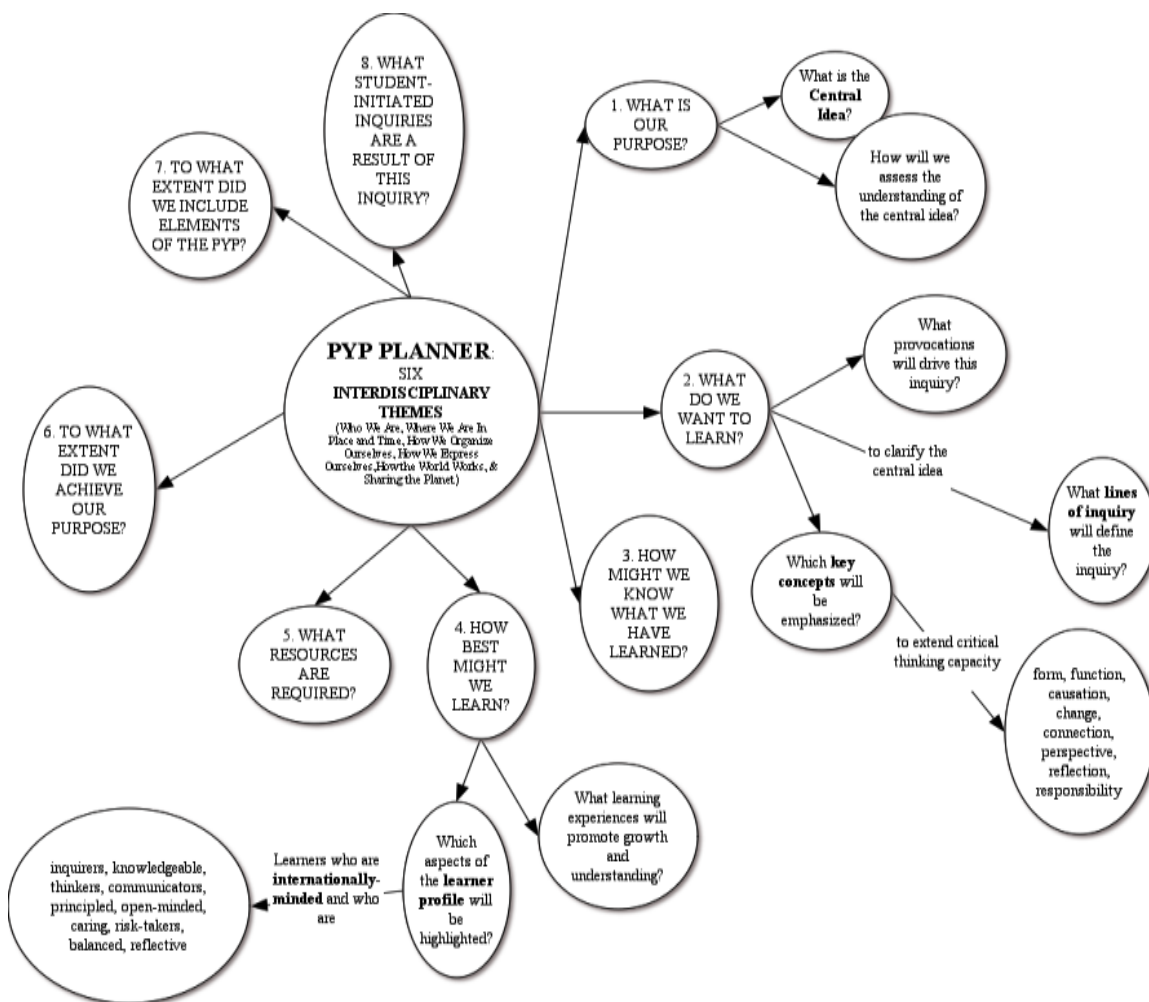 8. WHAT
STUDENT-
INITIATED
INQUIRIES
ARE A
RESULT OF
THIS
INQUIRY?
7. TO WHAT
EXTENT DID
WE INCLUDE
ELEMENTS
OF THE PYP?
1. WHAT IS
OUR
PURPOSE?
What is the
Central
Idea?
How will we
assess the
understanding of
the central idea?
PYP PLANNER:
SIX
INTERDISCIPLINARY
THEMES
(Who We Are, Where We Are In
Place and Time, How We Organize
Ourselves, How We Express
Ourselves,Howthe World Works, &
Sharing the Planet.)
2. WHAT
DO WE
WANT TO
LEARN?
What
provocations
will drive this
inquiry?
to clarify the
central idea
What lines
of inquiry
will define
the
inquiry?
Which key
concepts will
be
emphasized?
to extend critical
thinking capacity
form, function,
causation,
change,
connection,
perspective,
reflection,
responsibility
3. HOW
MIGHT WE
KNOW
WHAT WE
HAVE
LEARNED?
4. HOW
BEST
MIGHT
WE
LEARN?
What learning
experiences will
promote growth
and
understanding?
Which
aspects of
the learner
profile will
be
highlighted?
Learners who are
internationally-
minded and who
are
inquirers, knowledgeable,
thinkers, communicators,
principled, open-minded,
caring, risk-takers,
balanced, reflective
5. WHAT
RESOURCES
ARE
REQUIRED?
6. TO WHAT
EXTENT
DID WE
ACHIEVE
OUR
PURPOSE?